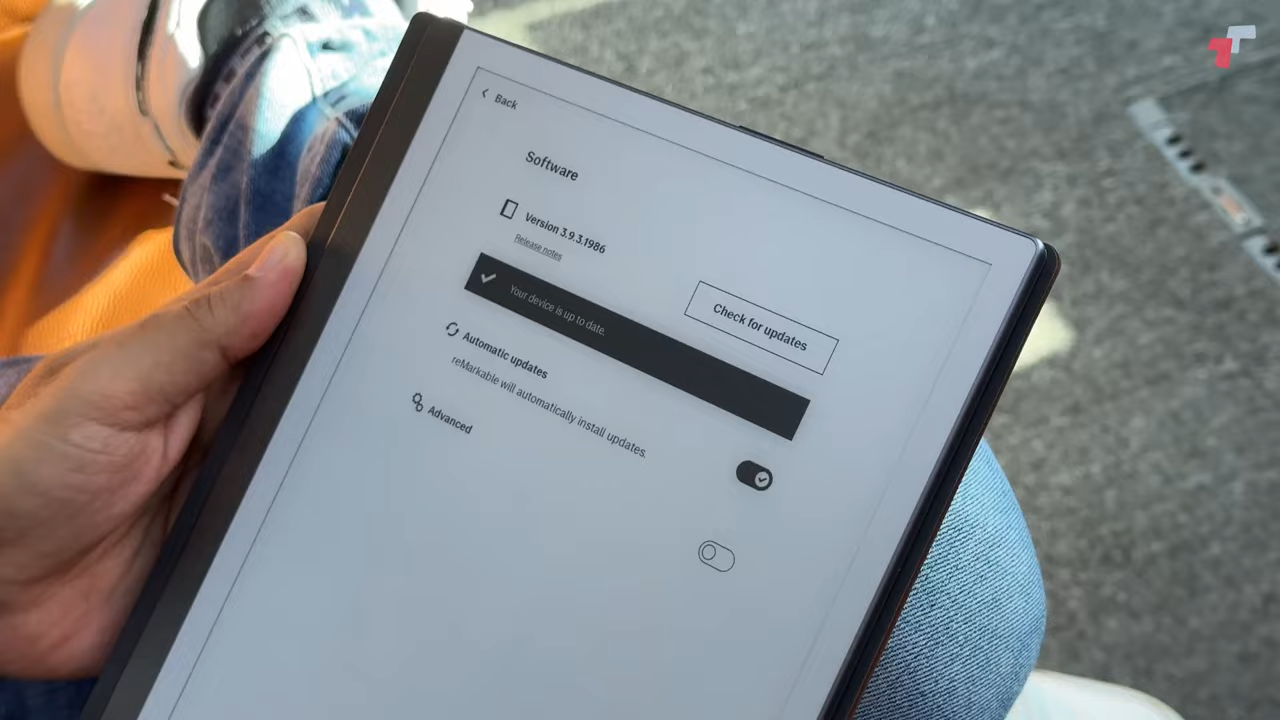 Back
Software
Version 3.9.3.1986
Release notes
Check for updates
Your device is up to date.
Automatic updates
reMarkable will automatically install updates.
Advanced